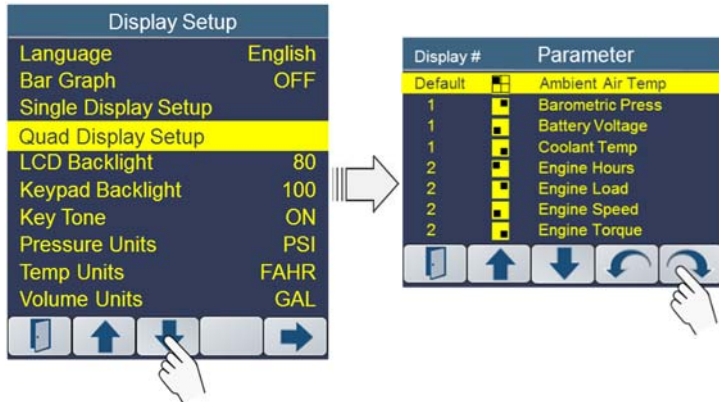 Display Setup
Language English
Bar Graph OFF
Single Display Setup
Quad Display Setup
LCD Backlight 80
Keypad Backlight 100
Key Tone ON
Pressure Units PSI
Temp Units FAHR
Volume Units GAL
Display # Parameter
Default Ambient Air Temp
1 Barometric Press
1 Battery Voltage
1 Coolant Temp
2 Engine Hours
2 Engine Load
2 Engine Speed
2 Engine Torque